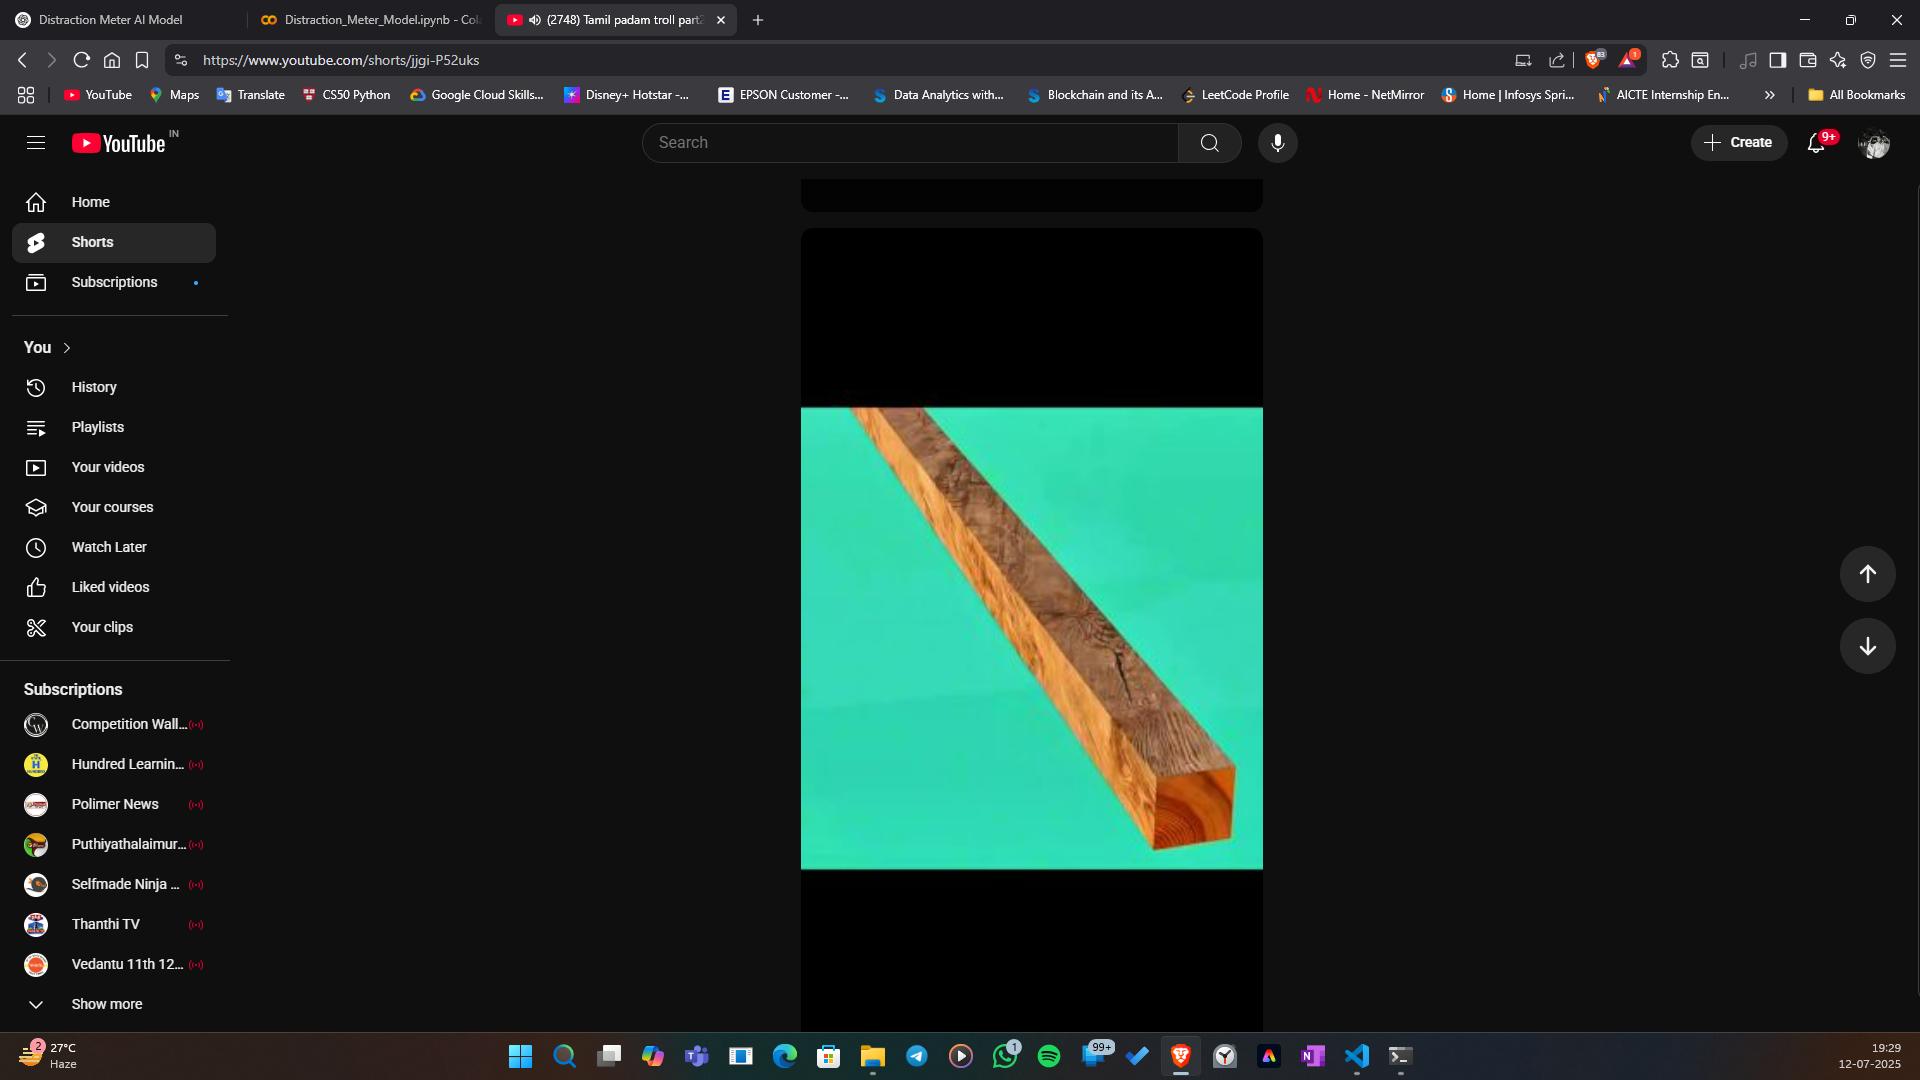 Distraction Meter AI Model
Distraction_Meter_Model.ipynb - Col
(2748) Tamil padam troll part2
https://www.youtube.com/shorts/jjgi-P52uks
83
1
YouTube
Maps
Translate
CS50 Python
Google Cloud Skills...
Disney+ Hotstar -...
EPSON Customer -...
Data Analytics with...
Blockchain and its A...
LeetCode Profile
Home - NetMirror
Home | Infosys Spri...
AICTE Internship En...
All Bookmarks
YouTube IN
Search
Create
9+
Home
Shorts
Subscriptions
You
History
Playlists
Your videos
Your courses
Watch Later
Liked videos
Your clips
Subscriptions
Competition Wall...
Hundred Learnin...
Polimer News
Puthiyathalaimur...
Selfmade Ninja ...
Thanthi TV
Vedantu 11th 12...
Show more
2
27°C
Haze
1
99+
19:29
12-07-2025